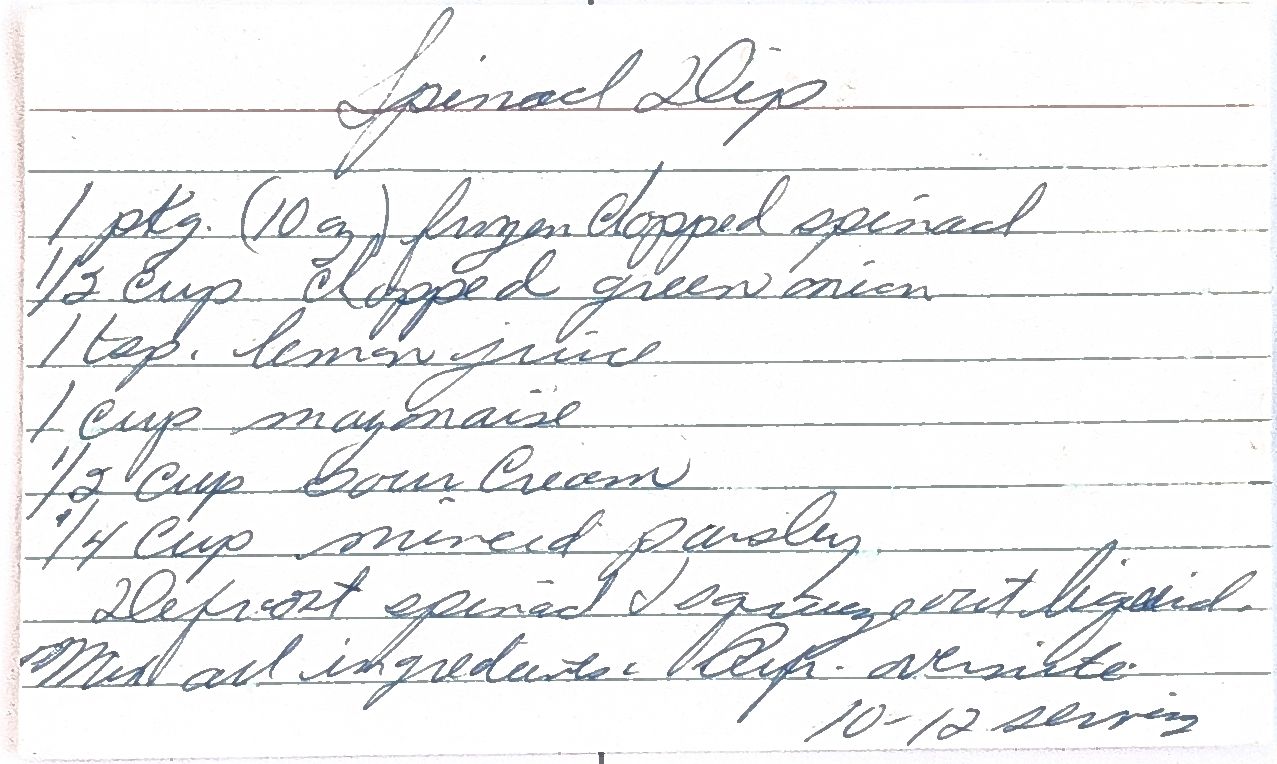 Spinach Dip
1 pkg. (10 oz) frozen chopped spinach
1/2 cup chopped green onion
1 tsp. lemon juice
1 cup mayonaise
1/2 cup Sour Cream
1/4 cup minced parsley
Defrost spinach & squeeze out liquid.
Mix all ingredients. Refr. overnite
10-12 serving